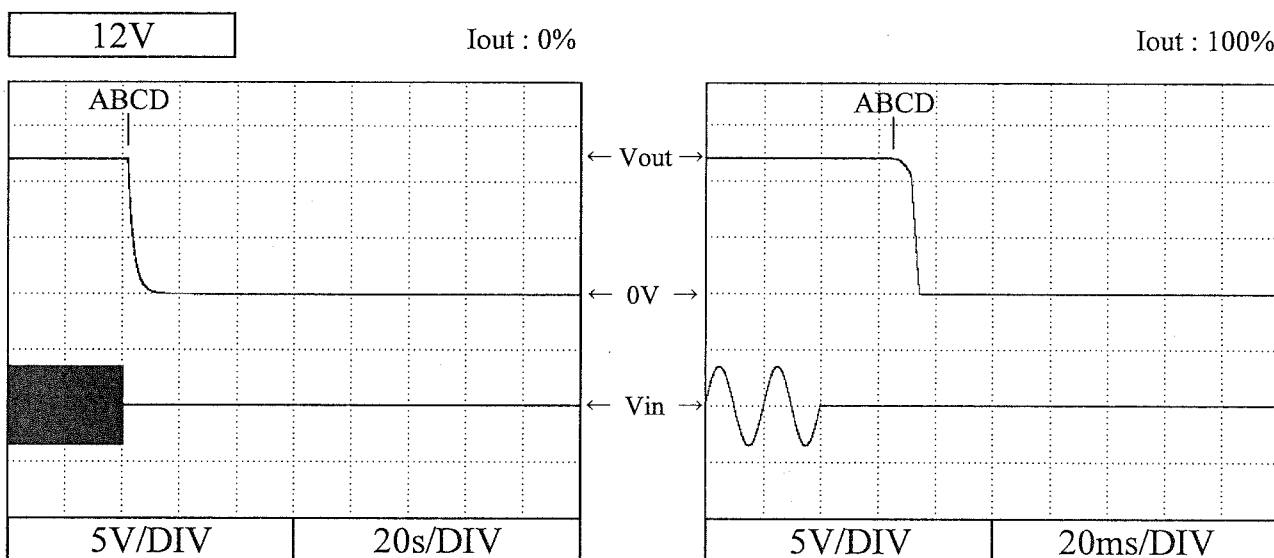 12V
Iout : 0%
Iout : 100%
ABCD
ABCD
← Vout →
← 0V →
← Vin →
5V/DIV
20s/DIV
5V/DIV
20ms/DIV